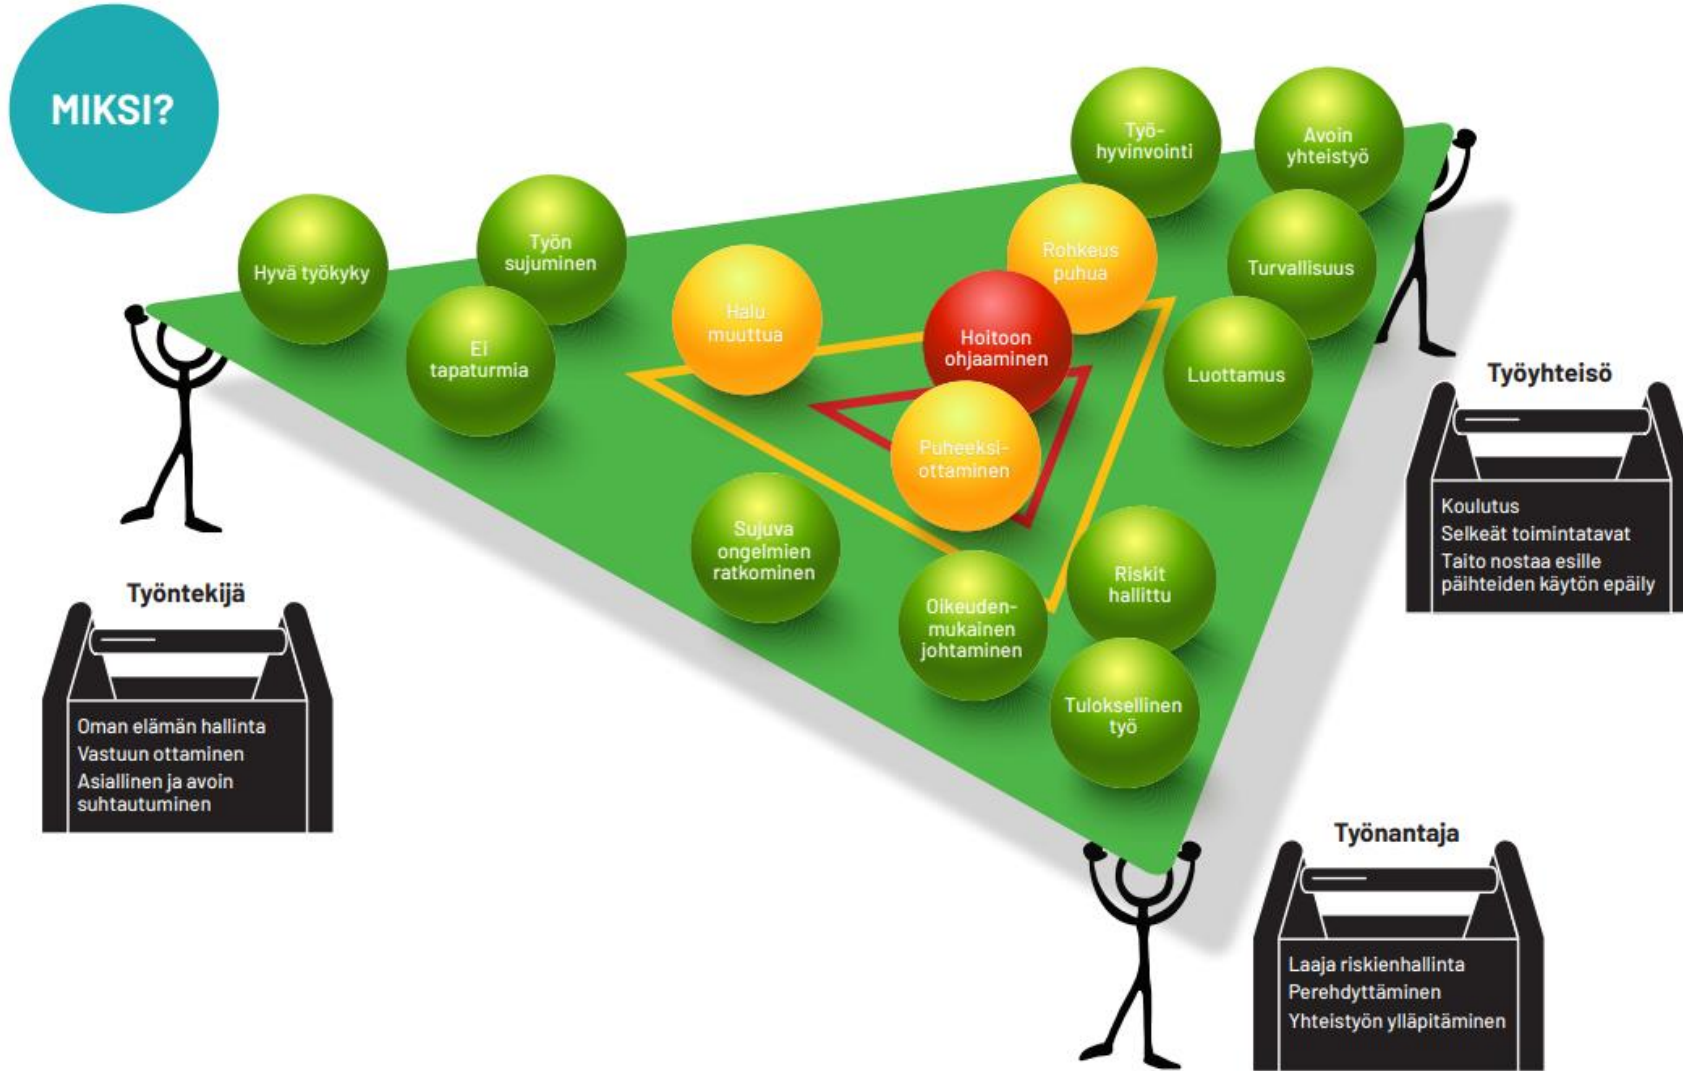 MIKSI?
Hyvä työkyky
Työn
sujuminen
Ei
tapaturmia
Halu
muuttua
Rohkeus
puhua
Hoitoon
ohjaaminen
Puheeksi-
ottaminen
Työ-
hyvinvointi
Avoin
yhteistyö
Turvallisuus
Luottamus
Sujuva
ongelmien
ratkominen
Oikeuden-
mukainen
johtaminen
Riskit
hallittu
Tuloksellinen
työ
Työyhteisö
Koulutus
Selkeät toimintatavat
Taito nostaa esille
päihteiden käytön epäily
Työntekijä
Oman elämän hallinta
Vastuun ottaminen
Asiallinen ja avoin
suhtautuminen
Työnantaja
Laaja riskienhallinta
Perehdyttäminen
Yhteistyön ylläpitäminen